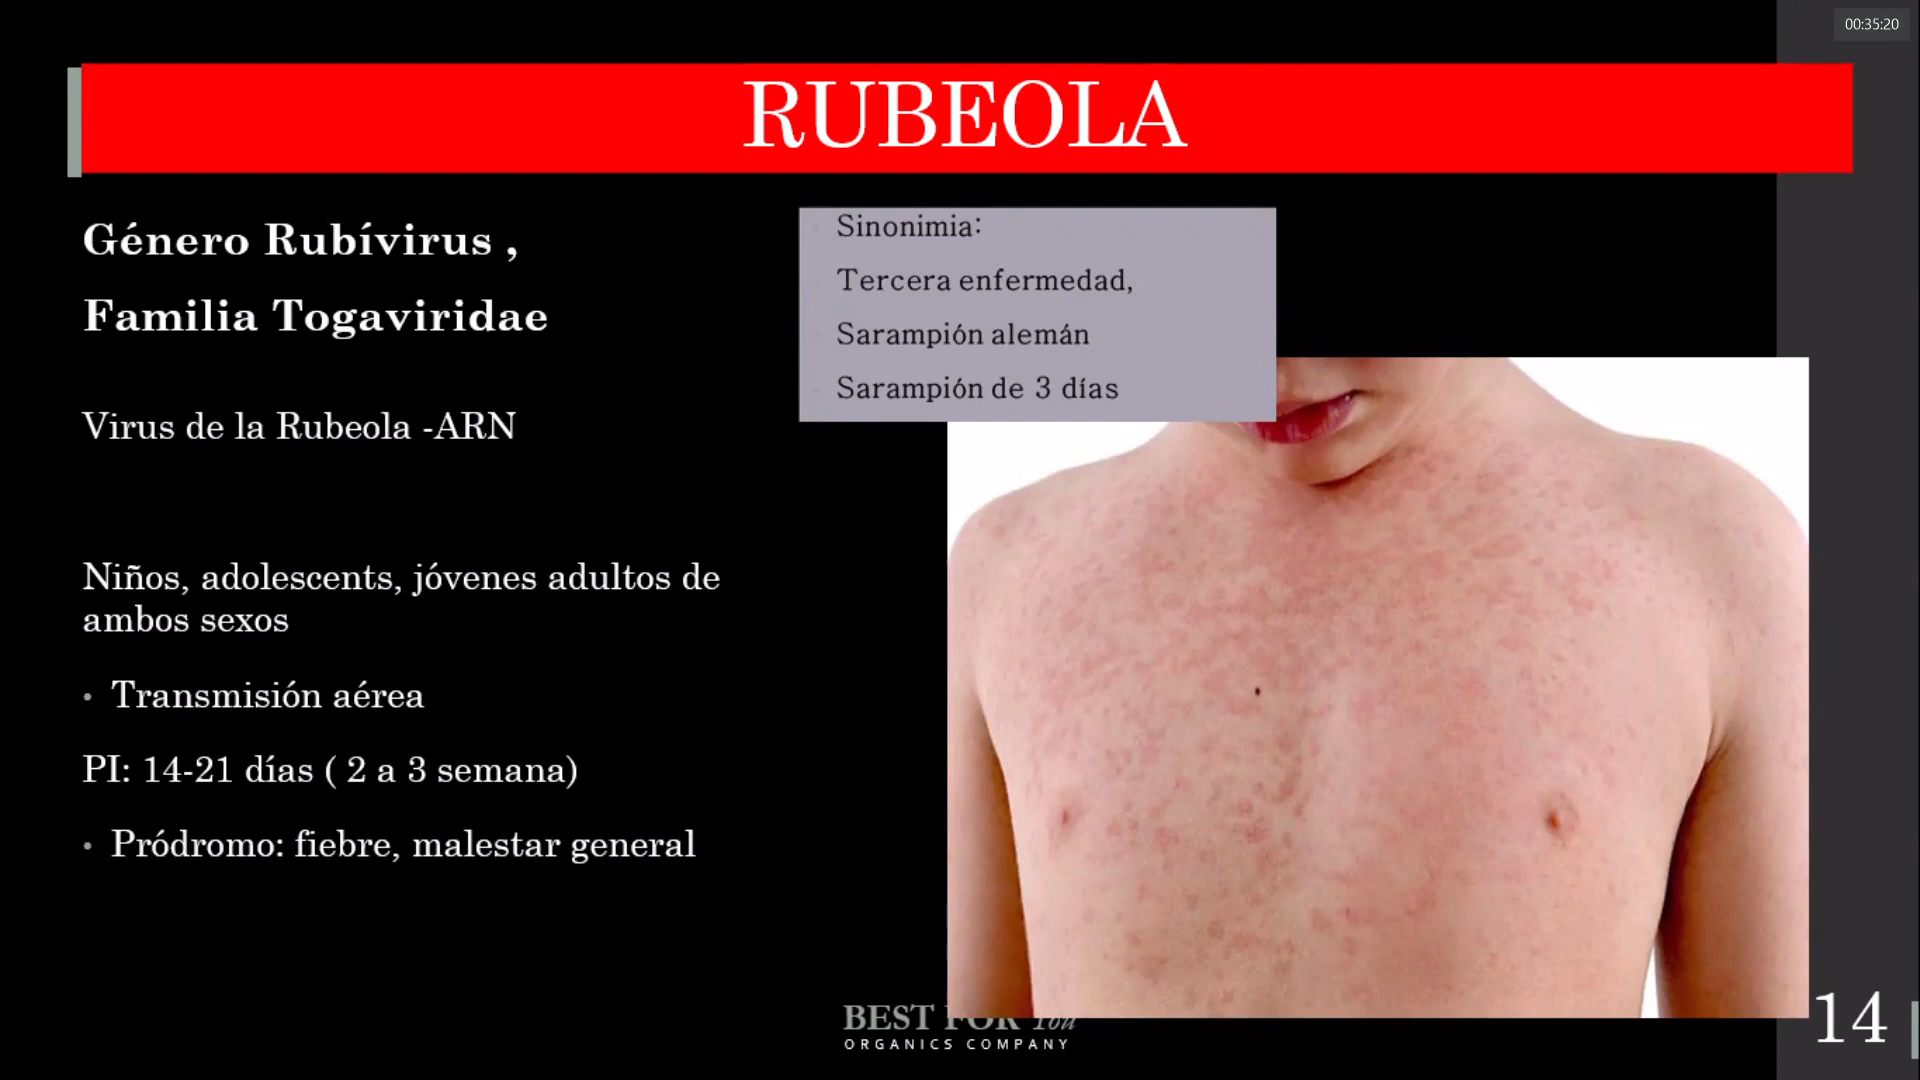 00:35:20
RUBEOLA
Género Rubívirus ,
Familia Togaviridae
Virus de la Rubeola -ARN
Niños, adolescents, jóvenes adultos de
ambos sexos
• Transmisión aérea
PI: 14-21 días ( 2 a 3 semana)
• Pródromo: fiebre, malestar general
Sinonimia:
Tercera enfermedad,
Sarampión alemán
Sarampión de 3 días
BEST FOR You
ORGANICS COMPANY
14